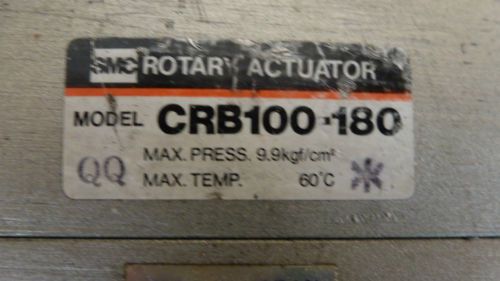 SMC ROTARY ACTUATOR
MODEL CRB100-180
MAX. PRESS. 9.9kgf/cm²
QQ MAX. TEMP. 60°C